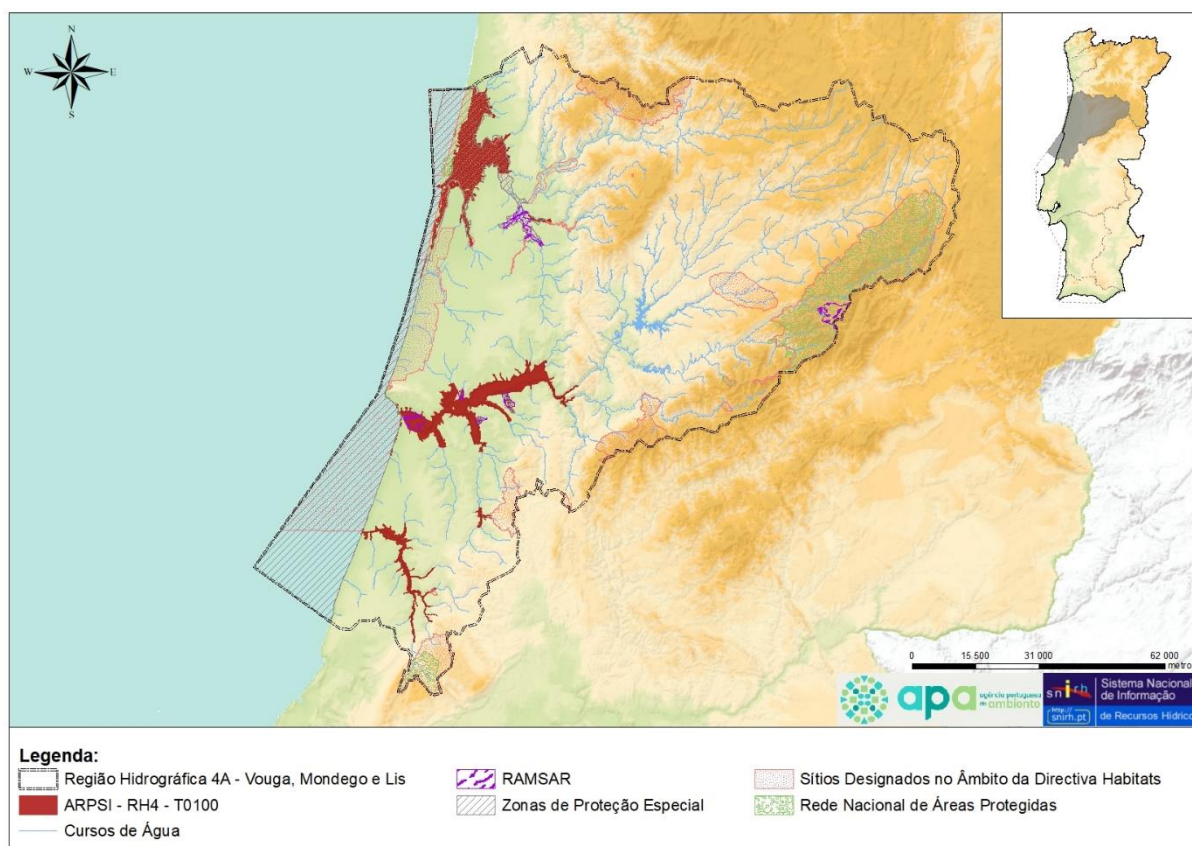 N
W E
S
0 15 500 31 000 62 000
metro
apa agência portuguesa do ambiente
snirh Sistema Nacional
de Informação
http://
snirh.pt de Recursos Hídrico
Legenda:
Região Hidrográfica 4A - Vouga, Mondego e Lis
ARPSI - RH4 - T0100
Cursos de Água
RAMSAR
Zonas de Proteção Especial
Sítios Designados no Âmbito da Directiva Habitats
Rede Nacional de Áreas Protegidas